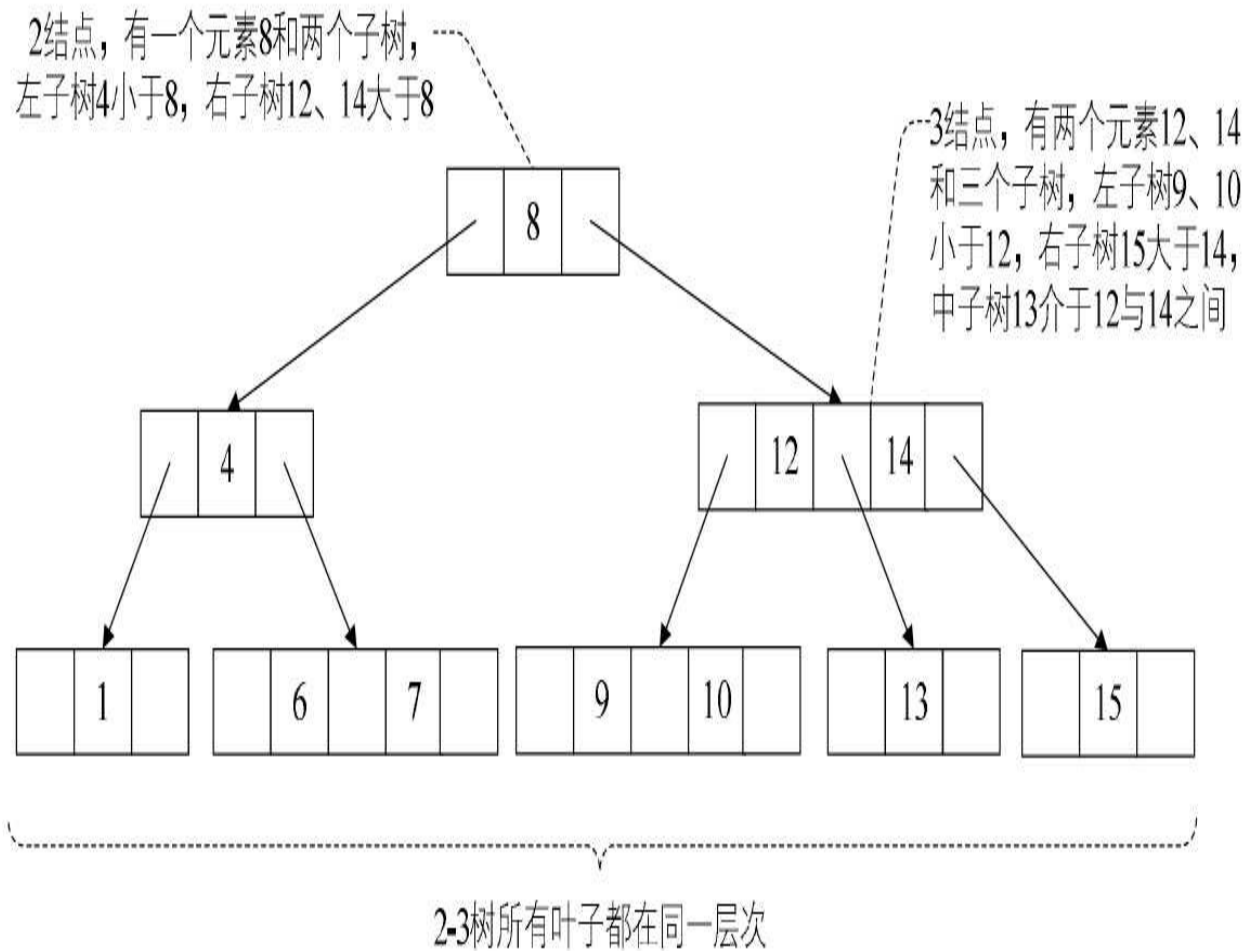 2结点，有一个元素8和两个子树，
左子树4小于8，右子树12、14大于8
3结点，有两个元素12、14
和三个子树，左子树9、10
小于12，右子树15大于14，
中子树13介于12与14之间
8
4
12 14
1 6 7 9 10 13 15
2-3树所有叶子都在同一层次